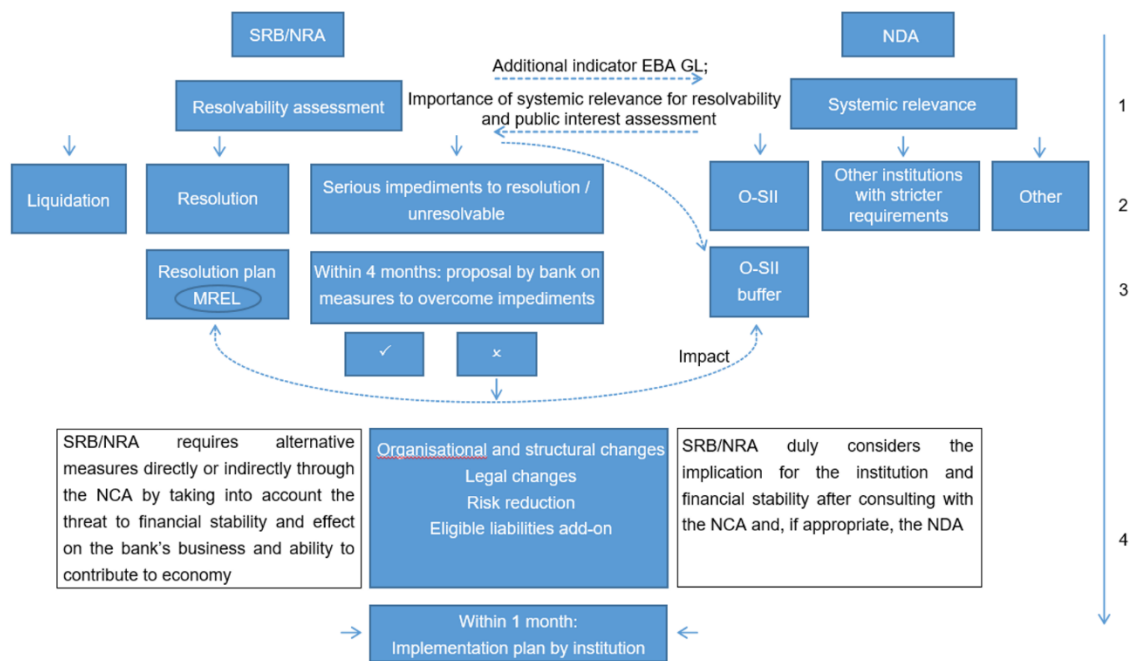 SRB/NRA
NDA
Additional indicator EBA GL;
Resolvability assessment
Importance of systemic relevance for resolvability
and public interest assessment
Systemic relevance
1
Liquidation
Resolution
Serious impediments to resolution /
unresolvable
O-SII
Other institutions
with stricter
requirements
Other
2
Resolution plan
MREL
Within 4 months: proposal by bank on
measures to overcome impediments
O-SII
buffer
3
✓
×
Impact
SRB/NRA requires alternative
measures directly or indirectly through
the NCA by taking into account the
threat to financial stability and effect
on the bank's business and ability to
contribute to economy
Organisational and structural changes
Legal changes
Risk reduction
Eligible liabilities add-on
SRB/NRA duly considers the
implication for the institution and
financial stability after consulting with
the NCA and, if appropriate, the NDA
4
Within 1 month:
Implementation plan by institution